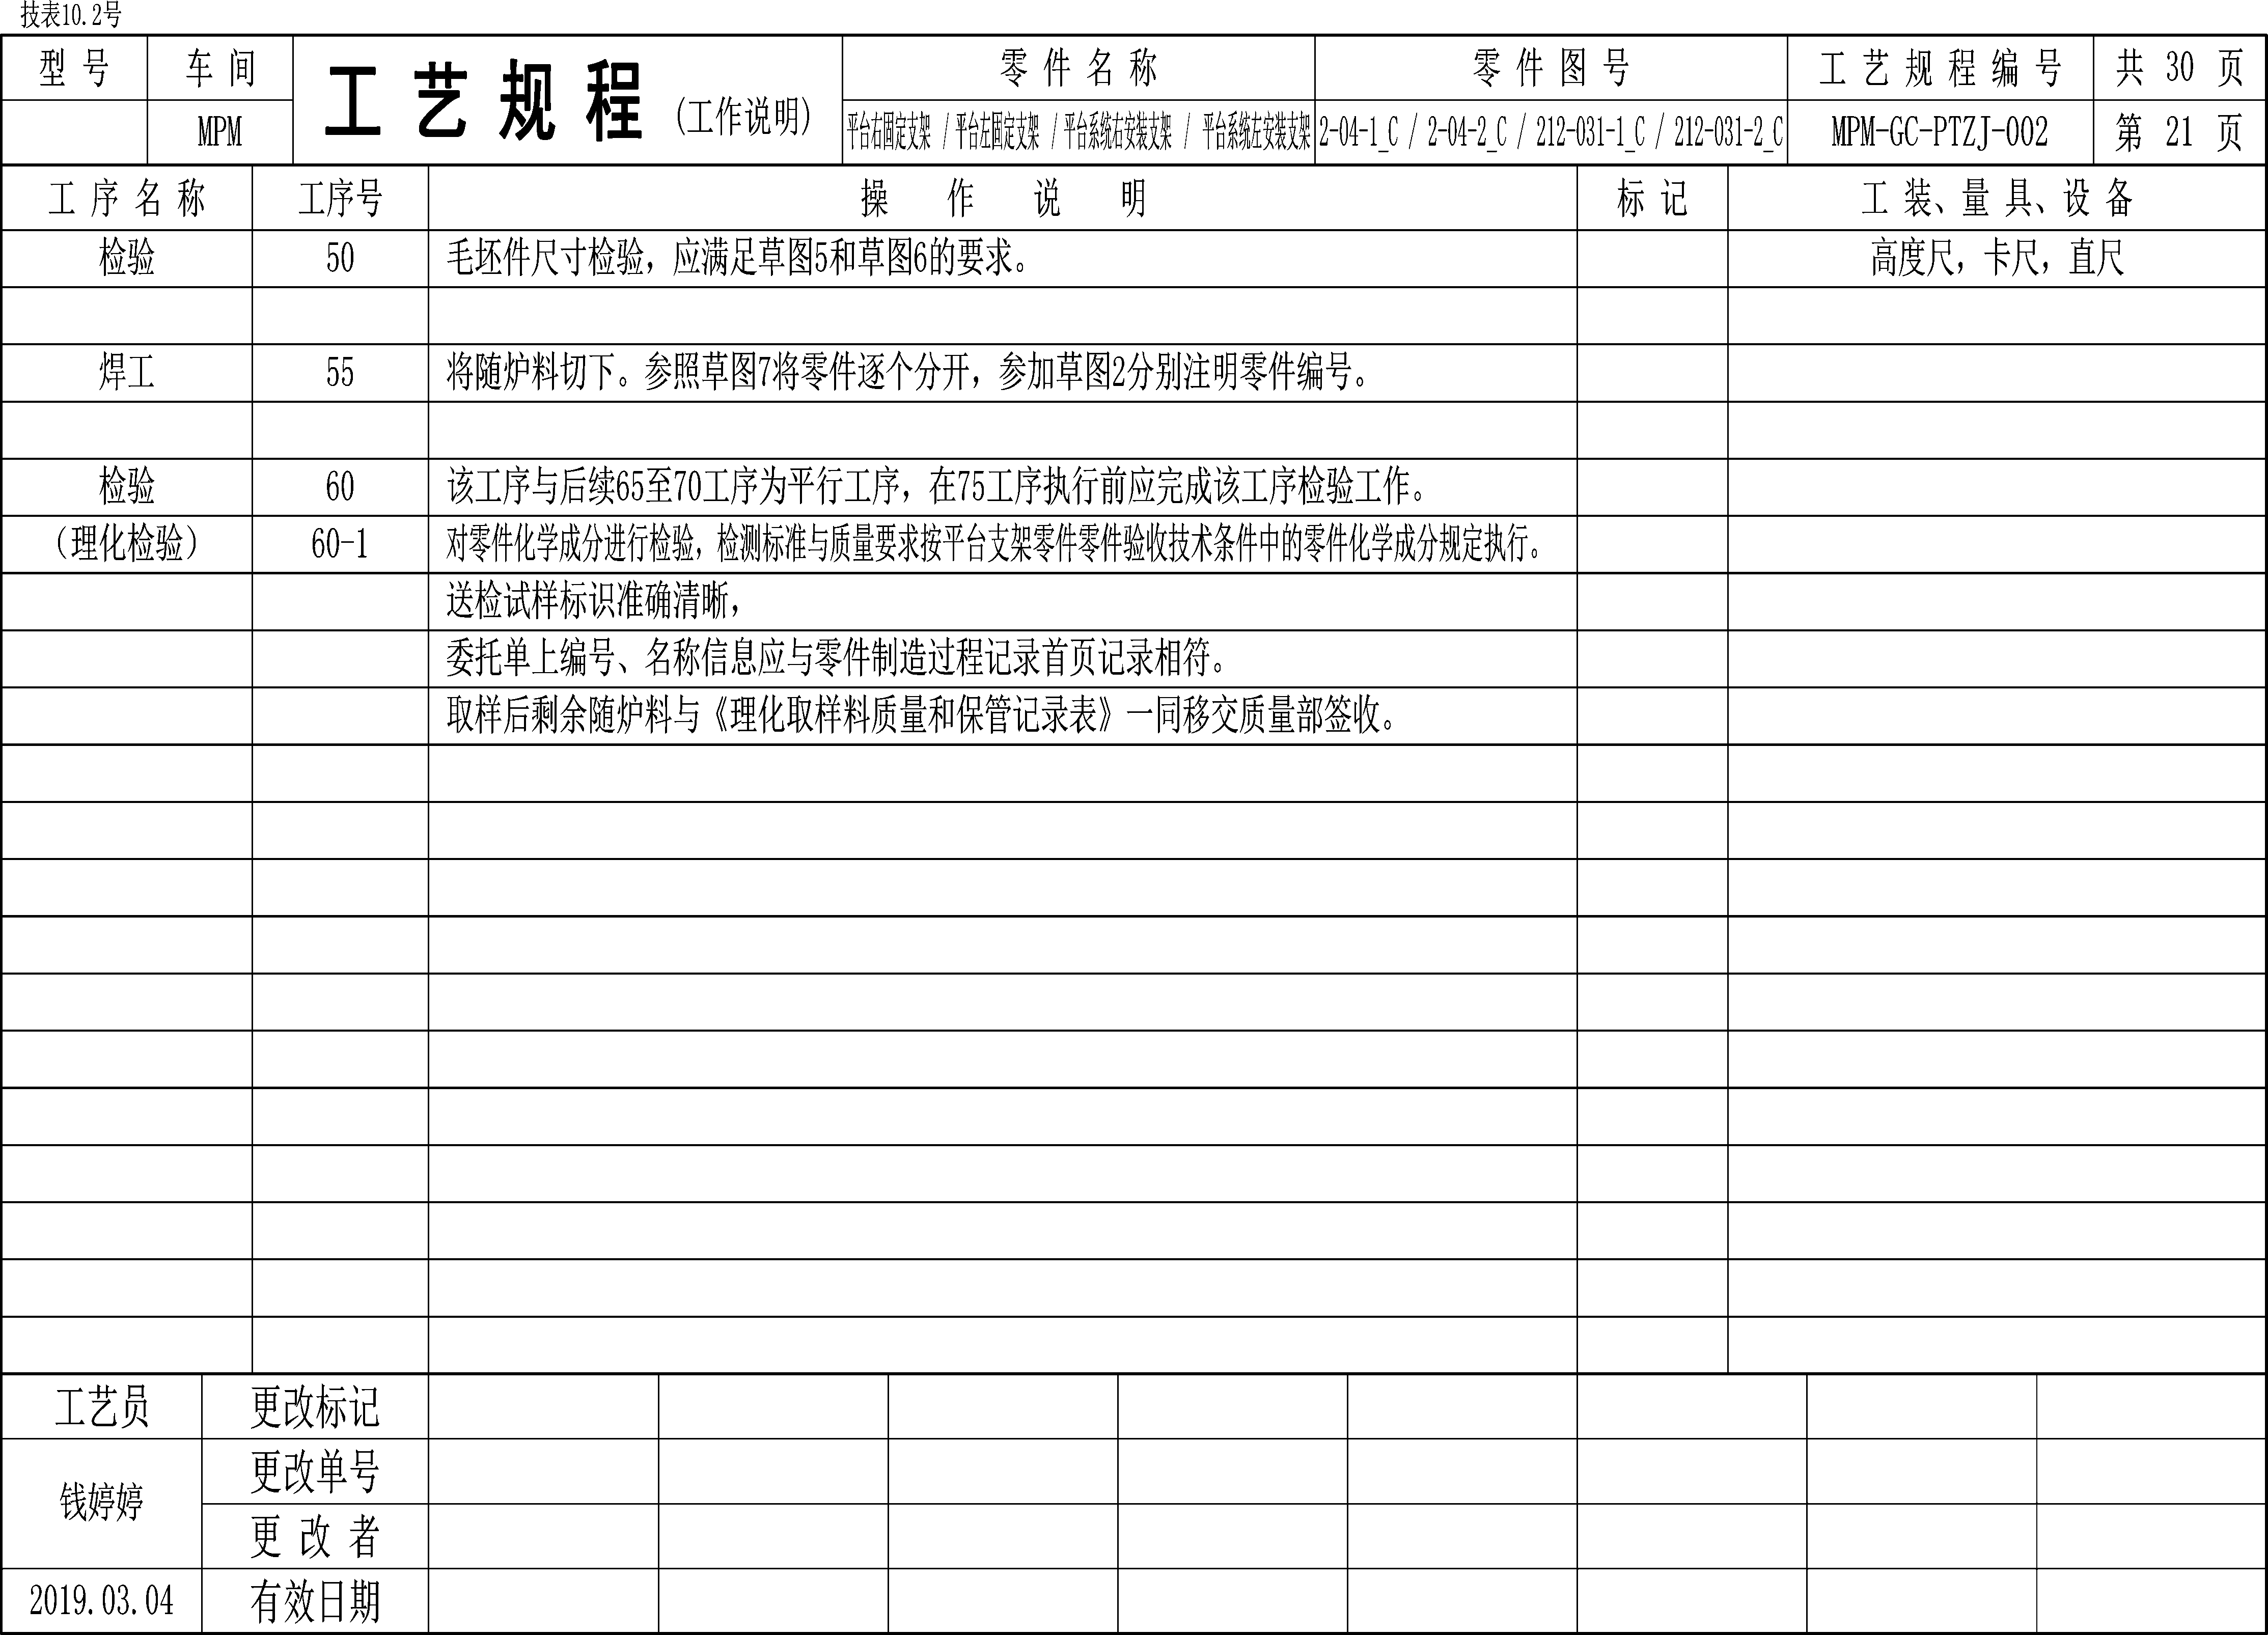 技表10.2号
型 号 车 间 工 艺 规 程 (工作说明) 零 件 名 称 零 件 图 号 工 艺 规 程 编 号 共 30 页
MPM 平台右固定支架 / 平台左固定支架 / 平台系统右安装支架 / 平台系统左安装支架 2-04-1_C / 2-04-2_C / 212-031-1_C / 212-031-2_C MPM-GC-PTZJ-002 第 21 页
工 序 名 称 工序号 操 作 说 明 标 记 工 装、量 具、设 备
检验 50 毛坯件尺寸检验，应满足草图5和草图6的要求。 高度尺，卡尺，直尺
焊工 55 将随炉料切下。参照草图7将零件逐个分开，参加草图2分别注明零件编号。
检验 60 该工序与后续65至70工序为平行工序，在75工序执行前应完成该工序检验工作。
（理化检验） 60-1 对零件化学成分进行检验，检测标准与质量要求按平台支架零件零件验收技术条件中的零件化学成分规定执行。
送检试样标识准确清晰，
委托单上编号、名称信息应与零件制造过程记录首页记录相符。
取样后剩余随炉料与《理化取样料质量和保管记录表》一同移交质量部签收。
工艺员 更改标记
钱婷婷 更改单号
更 改 者
2019.03.04 有效日期